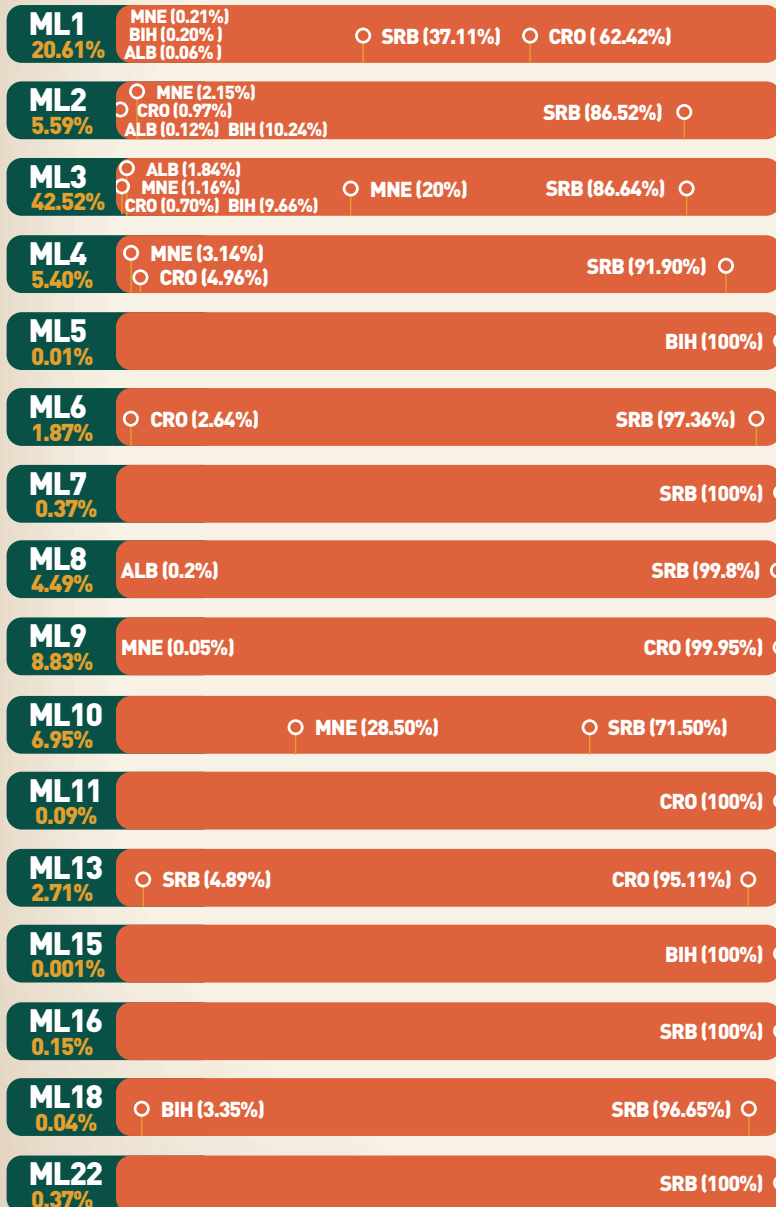 ML1
20.61%
MNE (0.21%)
BIH (0.20% )
ALB (0.06% )
SRB (37.11%)
CRO ( 62.42%)
ML2
5.59%
MNE (2.15%)
CRO (0.97%)
ALB (0.12%) BIH (10.24%)
SRB (86.52%)
ML3
42.52%
ALB (1.84%)
MNE (1.16%)
CRO (0.70%) BIH (9.66%)
MNE (20%)
SRB (86.64%)
ML4
5.40%
MNE (3.14%)
CRO (4.96%)
SRB (91.90%)
ML5
0.01%
BIH (100%)
ML6
1.87%
CRO (2.64%)
SRB (97.36%)
ML7
0.37%
SRB (100%)
ML8
4.49%
ALB (0.2%)
SRB (99.8%)
ML9
8.83%
MNE (0.05%)
CRO (99.95%)
ML10
6.95%
MNE (28.50%)
SRB (71.50%)
ML11
0.09%
CRO (100%)
ML13
2.71%
SRB (4.89%)
CRO (95.11%)
ML15
0.001%
BIH (100%)
ML16
0.15%
SRB (100%)
ML18
0.04%
BIH (3.35%)
SRB (96.65%)
ML22
0.37%
SRB (100%)